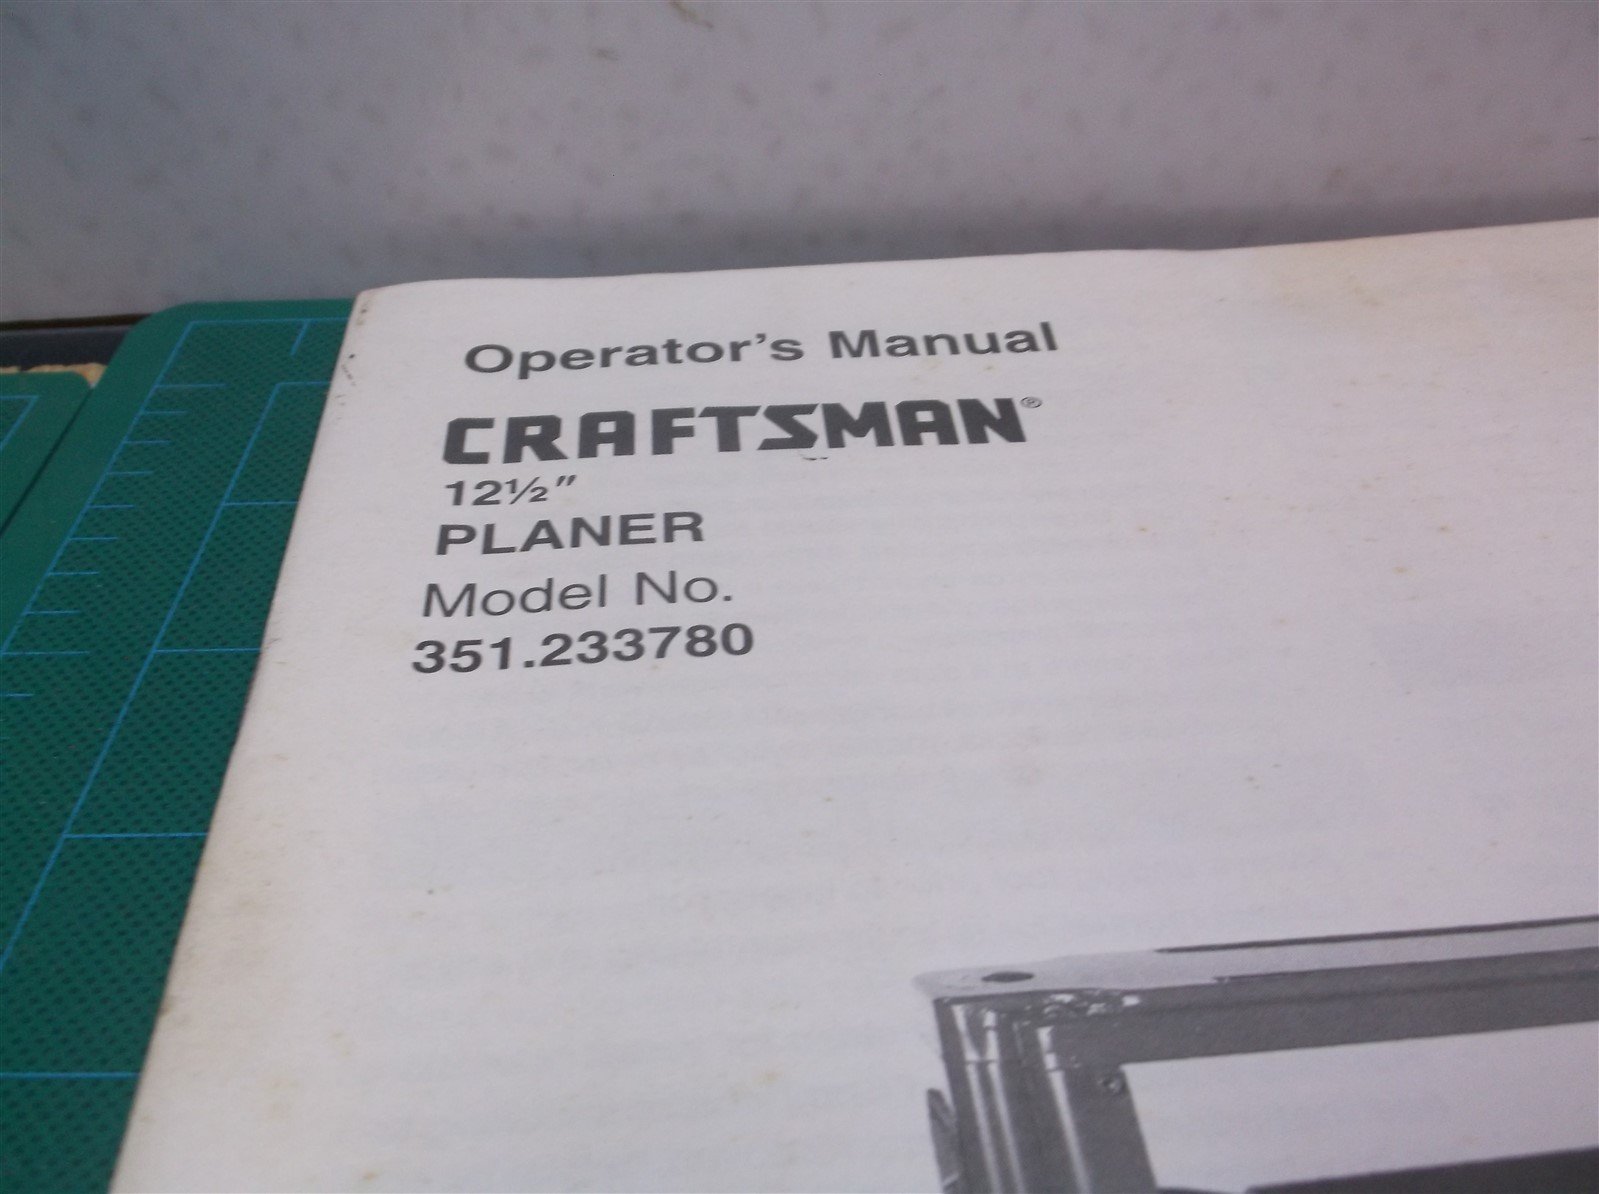 Operator's Manual
CRAFTSMAN®
12½"
PLANER
Model No.
351.233780